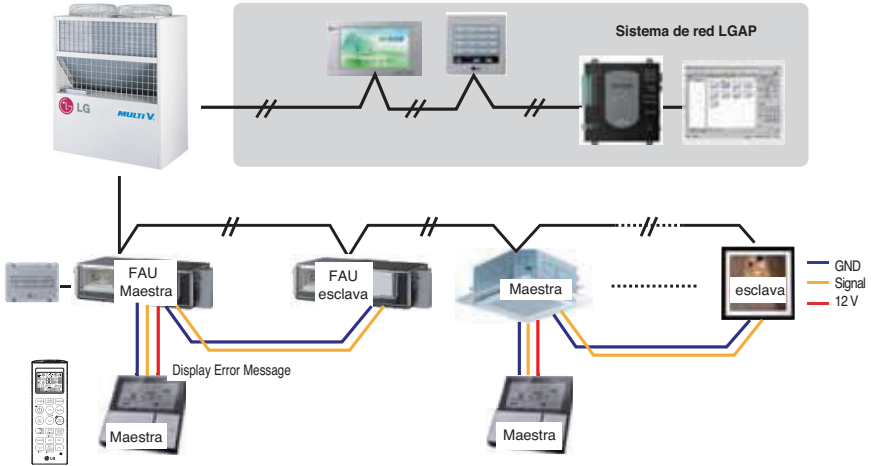 Sistema de red LGAP
LG
MULTI V.
FAU
Maestra
FAU
esclava
Maestra
esclava
GND
Signal
12 V
Display Error Message
Maestra
Maestra
LG